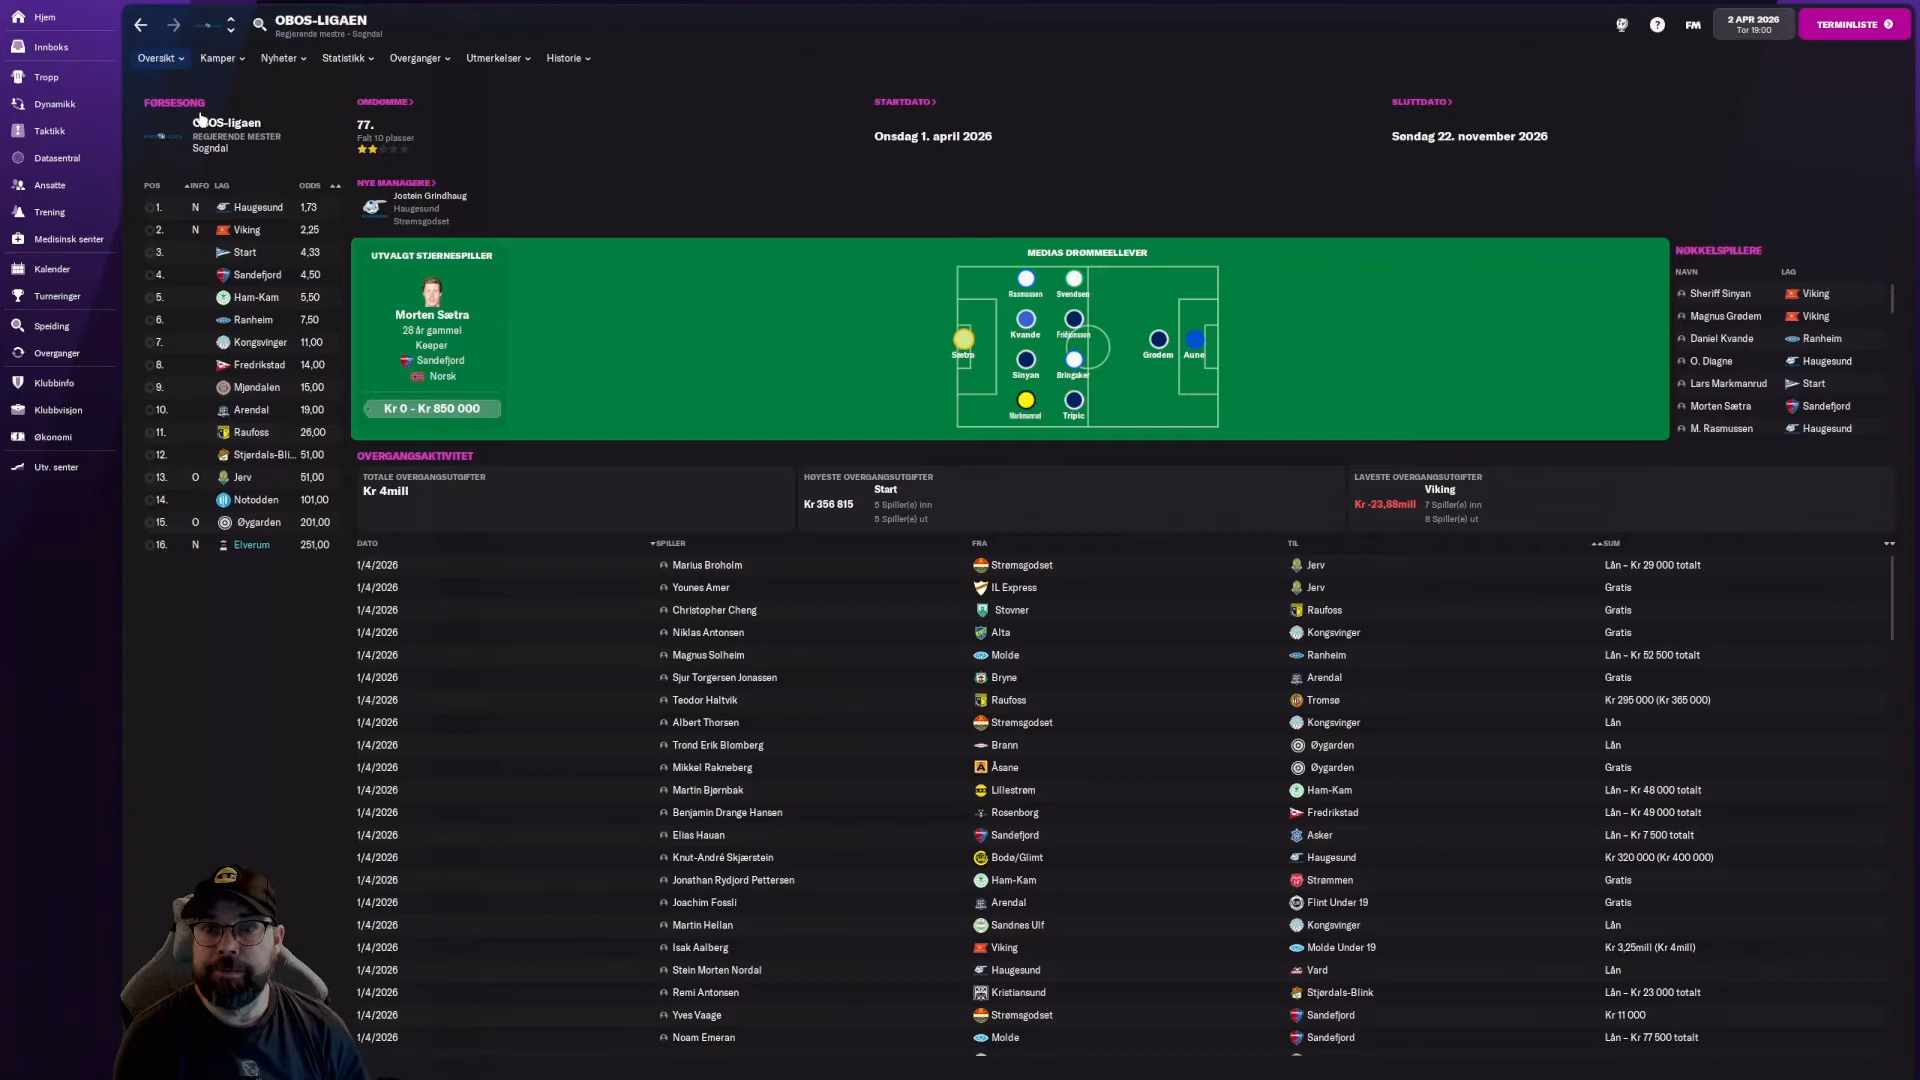 Hjem
Innboks
Tropp
Dynamikk
Taktikk
Datasentral
Ansatte
Trening
Medisinsk senter
Kalender
Turneringer
Speiding
Overganger
Klubbinfo
Klubbvisjon
Økonomi
Utv. senter
OBOS-LIGAEN
Regjerende mestre - Sogndal
?
FM
2 APR 2026
Tor 19:00
TERMINLISTE
Oversikt
Kamper
Nyheter
Statistikk
Overganger
Utmerkelser
Historie
FØRSESONG
OBOS-ligaen
REGJERENDE MESTER
Sogndal
OMDØMME>
77.
Falt 10 plasser
STARTDATO>
Onsdag 1. april 2026
SLUTTDATO>
Søndag 22. november 2026
NYE MANAGERE>
Jostein Grindhaug
Haugesund
Strømsgodset
POS INFO LAG ODDS
1. N Haugesund 1,73
2. N Viking 2,25
3. Start 4,33
4. Sandefjord 4,50
5. Ham-Kam 5,50
6. Ranheim 7,50
7. Kongsvinger 11,00
8. Fredrikstad 14,00
9. Mjøndalen 15,00
10. Arendal 19,00
11. Raufoss 26,00
12. Stjørdals-Bli... 51,00
13. O Jerv 51,00
14. Notodden 101,00
15. O Øygarden 201,00
16. N Elverum 251,00
UTVALGT STJERNESPILLER
Morten Sætra
28 år gammel
Keeper
Sandefjord
Norsk
Kr 0 - Kr 850 000
MEDIAS DRØMMEELLEVER
Rasmussen
Svendsen
Kvande
Fridjonsson
Sætra
Grødem
Aune
Sinyan
Bringaker
Markmanrud
Tripic
NØKKELSPILLERE
NAVN LAG
Sheriff Sinyan Viking
Magnus Grødem Viking
Daniel Kvande Ranheim
O. Diagne Haugesund
Lars Markmanrud Start
Morten Sætra Sandefjord
M. Rasmussen Haugesund
OVERGANGSAKTIVITET
TOTALE OVERGANGSUTGIFTER
Kr 4mill
HØYESTE OVERGANGSUTGIFTER
Start
Kr 356 815 5 Spiller(e) inn
5 Spiller(e) ut
LAVESTE OVERGANGSUTGIFTER
Viking
Kr -23,88mill 7 Spiller(e) inn
8 Spiller(e) ut
DATO SPILLER FRA TIL SUM
1/4/2026 Marius Broholm Strømsgodset Jerv Lån – Kr 29 000 totalt
1/4/2026 Younes Amer IL Express Jerv Gratis
1/4/2026 Christopher Cheng Stovner Raufoss Gratis
1/4/2026 Niklas Antonsen Alta Kongsvinger Gratis
1/4/2026 Magnus Solheim Molde Ranheim Lån – Kr 52 500 totalt
1/4/2026 Sjur Torgersen Jonassen Bryne Arendal Gratis
1/4/2026 Teodor Haltvik Raufoss Tromsø Kr 295 000 (Kr 365 000)
1/4/2026 Albert Thorsen Strømsgodset Kongsvinger Lån
1/4/2026 Trond Erik Blomberg Brann Øygarden Lån
1/4/2026 Mikkel Rakneberg Åsane Øygarden Gratis
1/4/2026 Martin Bjørnbak Lillestrøm Ham-Kam Lån – Kr 48 000 totalt
1/4/2026 Benjamin Drange Hansen Rosenborg Fredrikstad Lån – Kr 49 000 totalt
1/4/2026 Elias Hauan Sandefjord Asker Lån – Kr 7 500 totalt
1/4/2026 Knut-André Skjærstein Bodø/Glimt Haugesund Kr 320 000 (Kr 400 000)
1/4/2026 Jonathan Rydjord Pettersen Ham-Kam Strømmen Gratis
1/4/2026 Joachim Fossli Arendal Flint Under 19 Gratis
1/4/2026 Martin Hellan Sandnes Ulf Kongsvinger Lån
1/4/2026 Isak Aalberg Viking Molde Under 19 Kr 3,25mill (Kr 4mill)
1/4/2026 Stein Morten Nordal Haugesund Vard Lån
1/4/2026 Remi Antonsen Kristiansund Stjørdals-Blink Lån – Kr 23 000 totalt
1/4/2026 Yves Vaage Strømsgodset Sandefjord Kr 11 000
1/4/2026 Noam Emeran Molde Sandefjord Lån – Kr 77 500 totalt